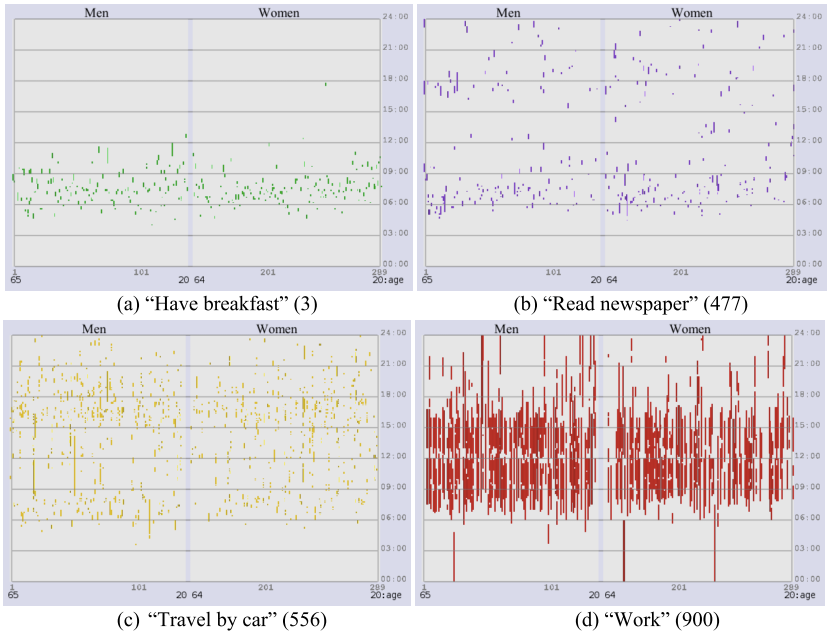 Men Women
24:00
21:00
18:00
15:00
12:00
09:00
06:00
03:00
00:00
1 101 201 289
65 20 64 20:age
(a) “Have breakfast” (3)
Men Women
24:00
21:00
18:00
15:00
12:00
09:00
06:00
03:00
00:00
1 101 201 289
65 20 64 20:age
(b) “Read newspaper” (477)
Men Women
24:00
21:00
18:00
15:00
12:00
09:00
06:00
03:00
00:00
1 101 201 289
65 20 64 20:age
(c) “Travel by car” (556)
Men Women
24:00
21:00
18:00
15:00
12:00
09:00
06:00
03:00
00:00
1 101 201 289
65 20 64 20:age
(d) “Work” (900)